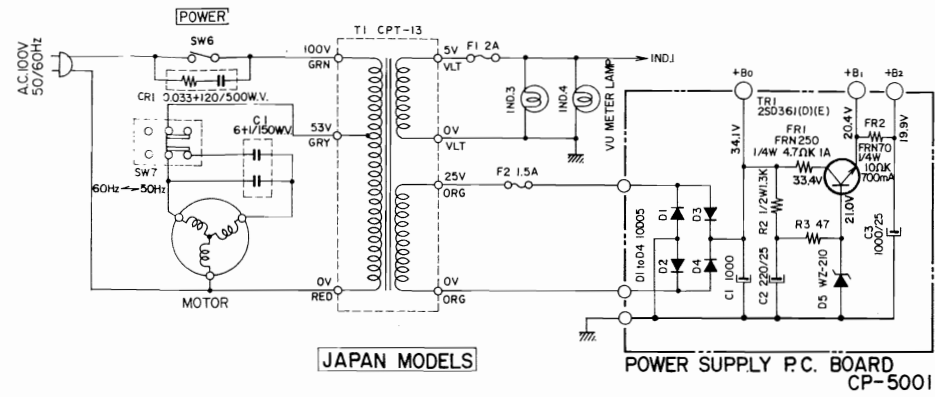 POWER
A.C.100V
50/60Hz
SW6
CR1 0.033+120/500W.V.
C.1
6+1/150W.V.
SW7
60Hz ⟷ 50Hz
MOTOR
T1 CPT-13
100V
GRN
53V
GRY
0V
RED
5V
VLT
0V
VLT
25V
ORG
0V
ORG
F1 2A
F2 1.5A
IND.3
IND.4
VU METER LAMP
IND.1
+B0
+B1
+B2
TR1
2SD361(D)(E)
34.1V
FR1
FRN250
1/4W 4.7ΩK 1A
33.4V
20.4V
FR2
FRN70
1/4W
10ΩK
700mA
19.9V
21.0V
R2 1/2W1.3K
R3 47
D1
D3
D2
D4
D1 to D4 10D05
C1 1000
C2 220/25
D5 WZ-210
C3
1000/25
JAPAN MODELS
POWER SUPPLY P.C. BOARD
CP-5001